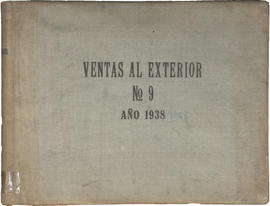 VENTAS AL EXTERIOR
No 9
AÑO 1938